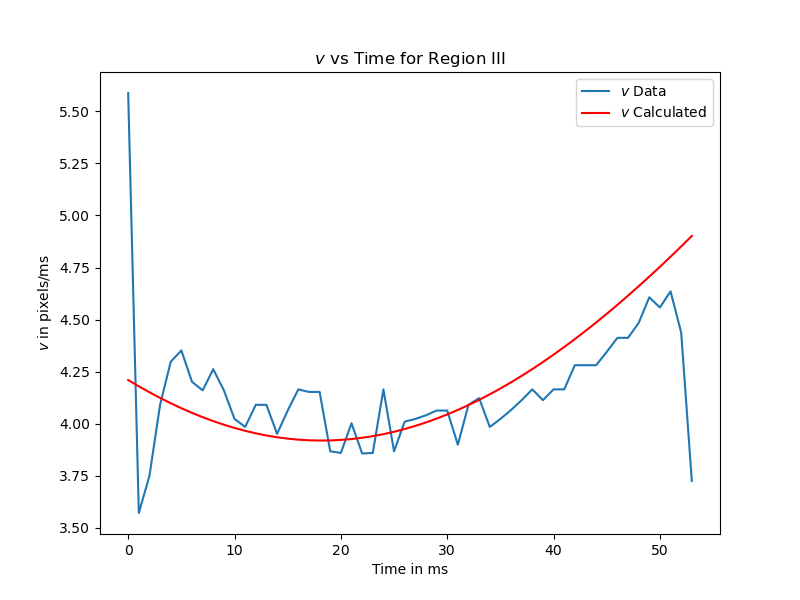 v vs Time for Region III
v Data
v Calculated
5.50
5.25
5.00
4.75
4.50
4.25
4.00
3.75
3.50
v in pixels/ms
0 10 20 30 40 50
Time in ms